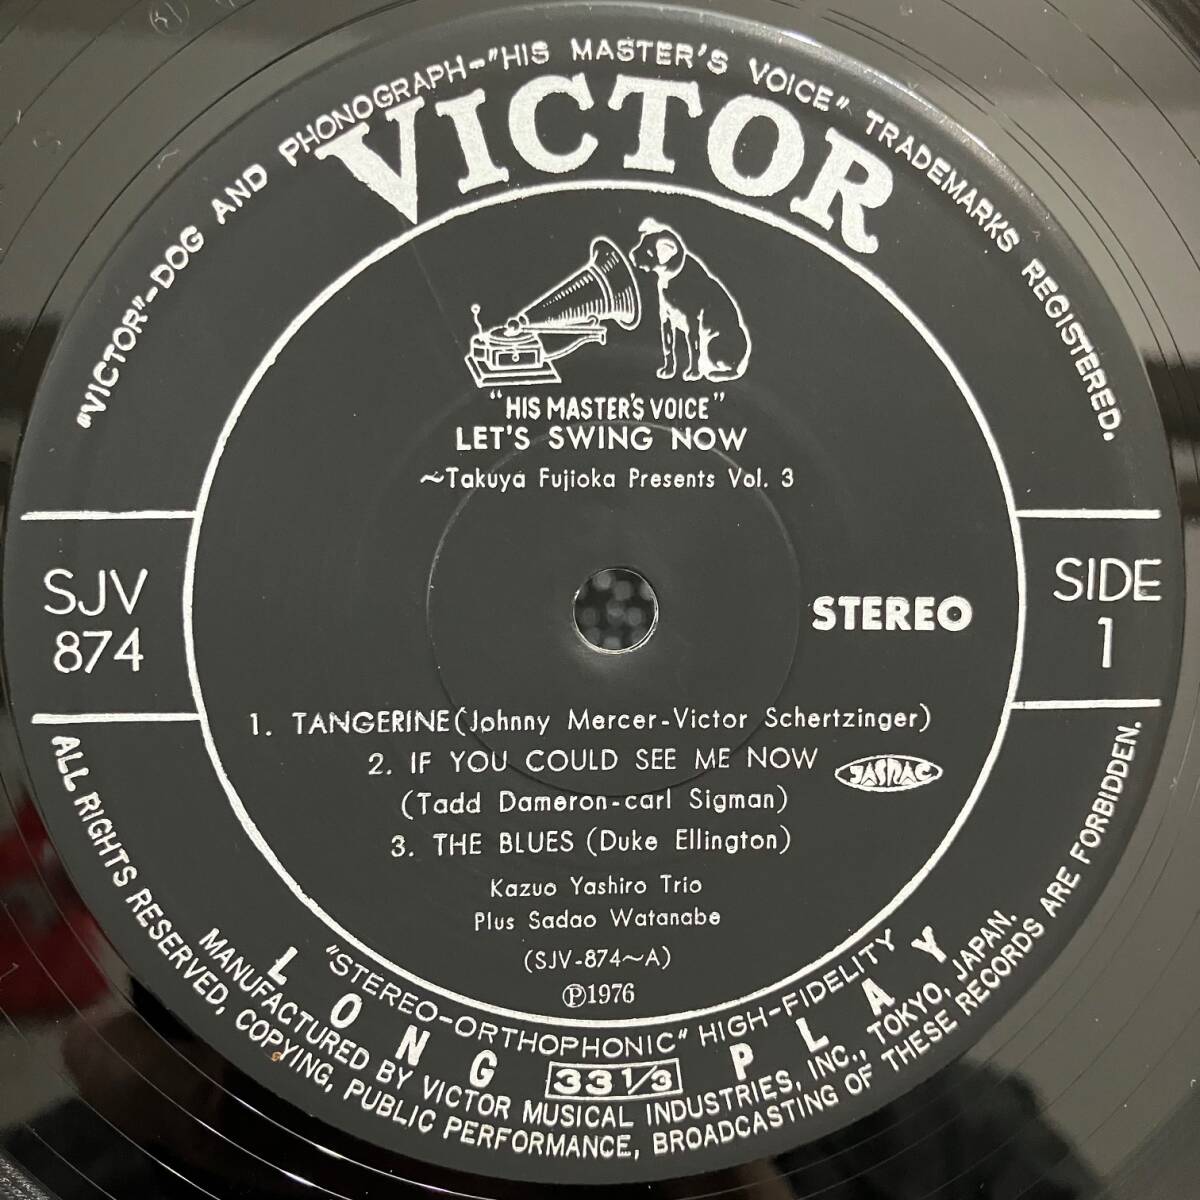 "VICTOR"-DOG AND PHONOGRAPH-"HIS MASTER'S VOICE" TRADEMARKS REGISTERED.
VICTOR
"HIS MASTER'S VOICE"
LET'S SWING NOW
~Takuya Fujioka Presents Vol. 3
SJV
874
STEREO
SIDE
1
1. TANGERINE(Johnny Mercer-Victor Schertzinger)
2. IF YOU COULD SEE ME NOW
JASRAC
(Tadd Dameron-carl Sigman)
3. THE BLUES (Duke Ellington)
Kazuo Yashiro Trio
Plus Sadao Watanabe
(SJV-874~A)
℗1976
"STEREO-ORTHOPHONIC" HIGH-FIDELITY
LONG 33 1/3 PLAY
MANUFACTURED BY VICTOR MUSICAL INDUSTRIES, INC., TOKYO, JAPAN.
ALL RIGHTS RESERVED, COPYING, PUBLIC PERFORMANCE, BROADCASTING OF THESE RECORDS ARE FORBIDDEN.